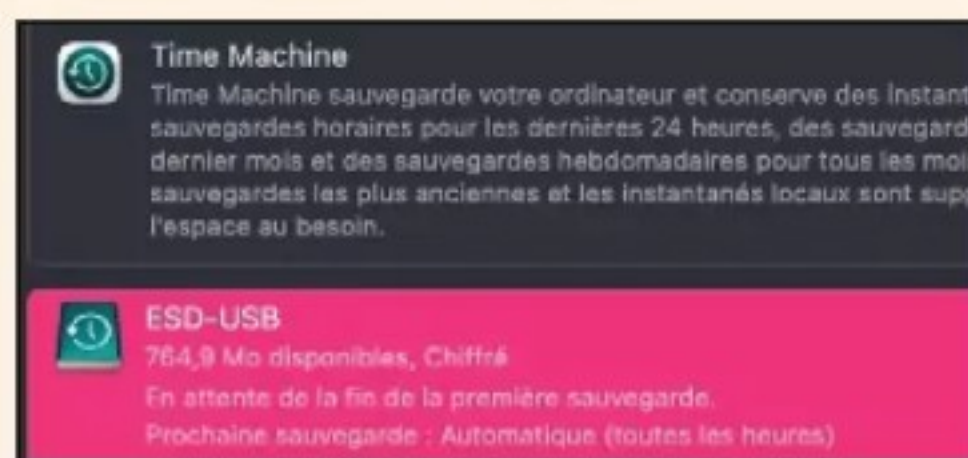 Time Machine
Time Machine sauvegarde votre ordinateur et conserve des instant
sauvegardes horaires pour les dernières 24 heures, des sauvegard
dernier mois et des sauvegardes hebdomadaires pour tous les moi
sauvegardes les plus anciennes et les instantanés locaux sont sup
l'espace au besoin.
ESD-USB
764,9 Mo disponibles, Chiffré
En attente de la fin de la première sauvegarde.
Prochaine sauvegarde : Automatique (toutes les heures)